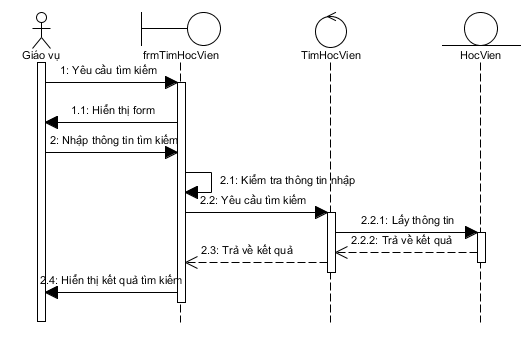 Giáo vụ
frmTimHocVien
TimHocVien
HocVien
1: Yêu cầu tìm kiếm
1.1: Hiển thị form
2: Nhập thông tin tìm kiếm
2.1: Kiểm tra thông tin nhập
2.2: Yêu cầu tìm kiếm
2.2.1: Lấy thông tin
2.2.2: Trả về kết quả
2.3: Trả về kết quả
2.4: Hiển thị kết quả tìm kiếm